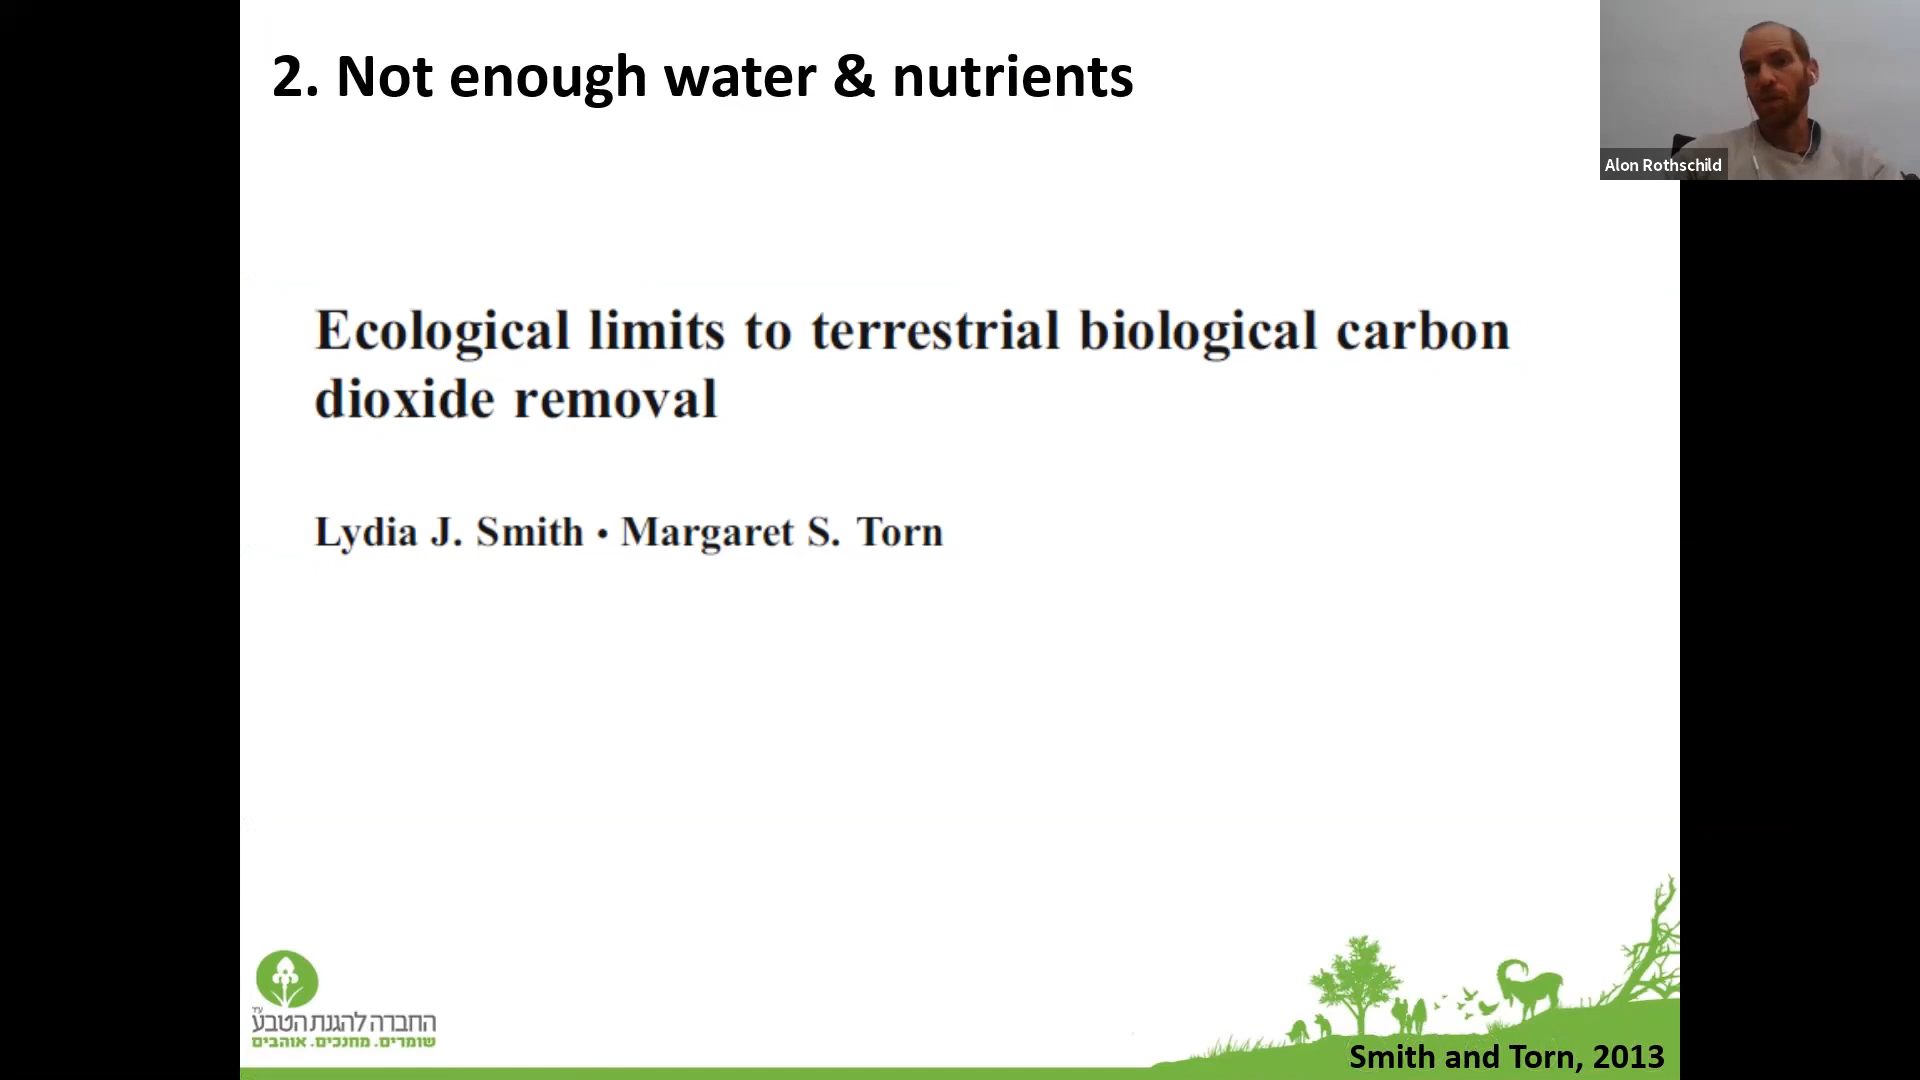 2. Not enough water & nutrients
Alon Rothschild
Ecological limits to terrestrial biological carbon
dioxide removal
Lydia J. Smith • Margaret S. Torn
החברה להגנת הטבע ע״ר
שומרים. מחנכים. אוהבים
Smith and Torn, 2013